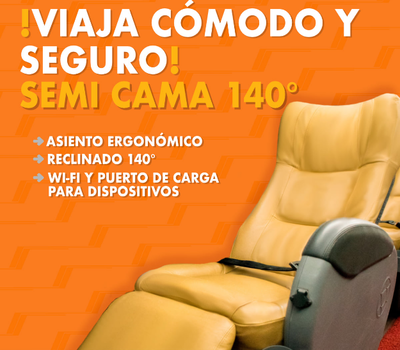 !VIAJA CÓMODO Y
SEGURO!
SEMI CAMA 140°
ASIENTO ERGONÓMICO
RECLINADO 140°
WI-FI Y PUERTO DE CARGA
PARA DISPOSITIVOS